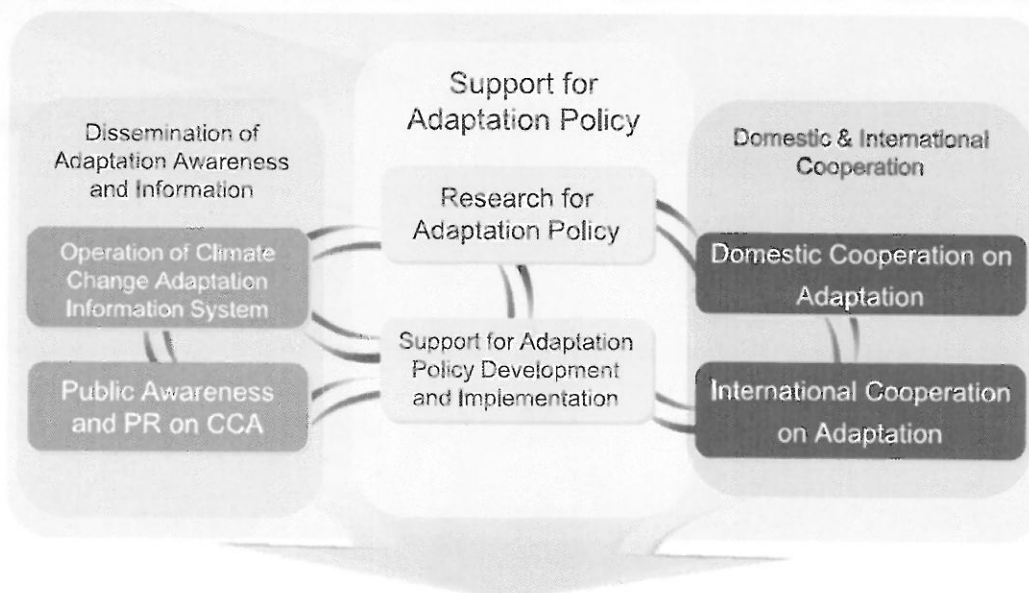 Dissemination of
Adaptation Awareness
and Information
Operation of Climate
Change Adaptation
Information System
Public Awareness
and PR on CCA
Support for
Adaptation Policy
Research for
Adaptation Policy
Support for Adaptation
Policy Development
and Implementation
Domestic & International
Cooperation
Domestic Cooperation on
Adaptation
International Cooperation
on Adaptation